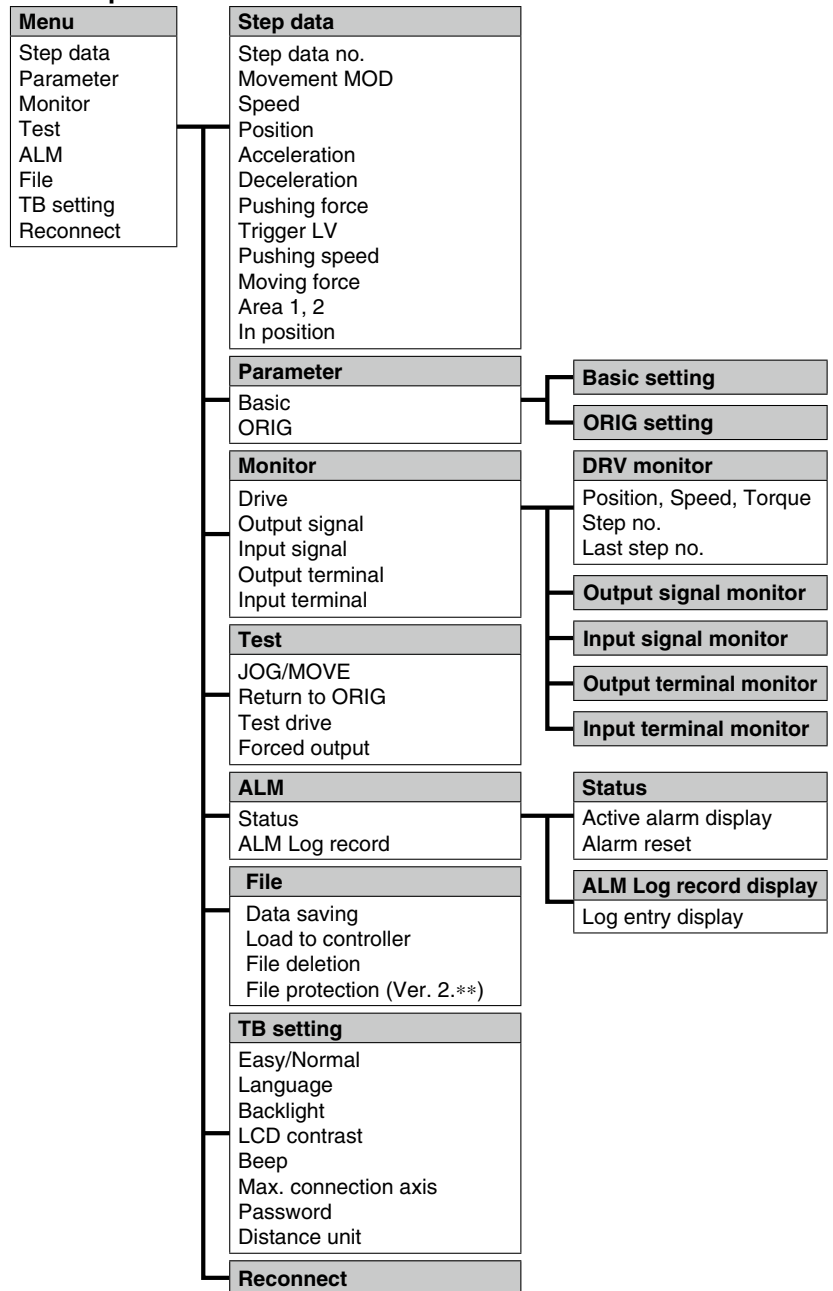 Menu
Step data
Parameter
Monitor
Test
ALM
File
TB setting
Reconnect
Step data
Step data no.
Movement MOD
Speed
Position
Acceleration
Deceleration
Pushing force
Trigger LV
Pushing speed
Moving force
Area 1, 2
In position
Parameter
Basic
ORIG
Basic setting
ORIG setting
Monitor
Drive
Output signal
Input signal
Output terminal
Input terminal
DRV monitor
Position, Speed, Torque
Step no.
Last step no.
Output signal monitor
Input signal monitor
Output terminal monitor
Input terminal monitor
Test
JOG/MOVE
Return to ORIG
Test drive
Forced output
ALM
Status
ALM Log record
Status
Active alarm display
Alarm reset
ALM Log record display
Log entry display
File
Data saving
Load to controller
File deletion
File protection (Ver. 2.**)
TB setting
Easy/Normal
Language
Backlight
LCD contrast
Beep
Max. connection axis
Password
Distance unit
Reconnect